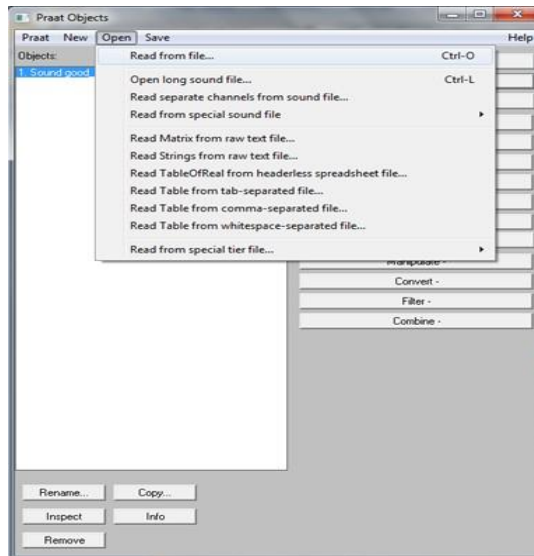 Praat Objects
Praat New Open Save Help
Objects:
1. Sound good
Read from file... Ctrl-O
Open long sound file... Ctrl-L
Read separate channels from sound file...
Read from special sound file
Read Matrix from raw text file...
Read Strings from raw text file...
Read TableOfReal from headerless spreadsheet file...
Read Table from tab-separated file...
Read Table from comma-separated file...
Read Table from whitespace-separated file...
Read from special tier file...
Manipulate -
Convert -
Filter -
Combine -
Rename... Copy...
Inspect Info
Remove